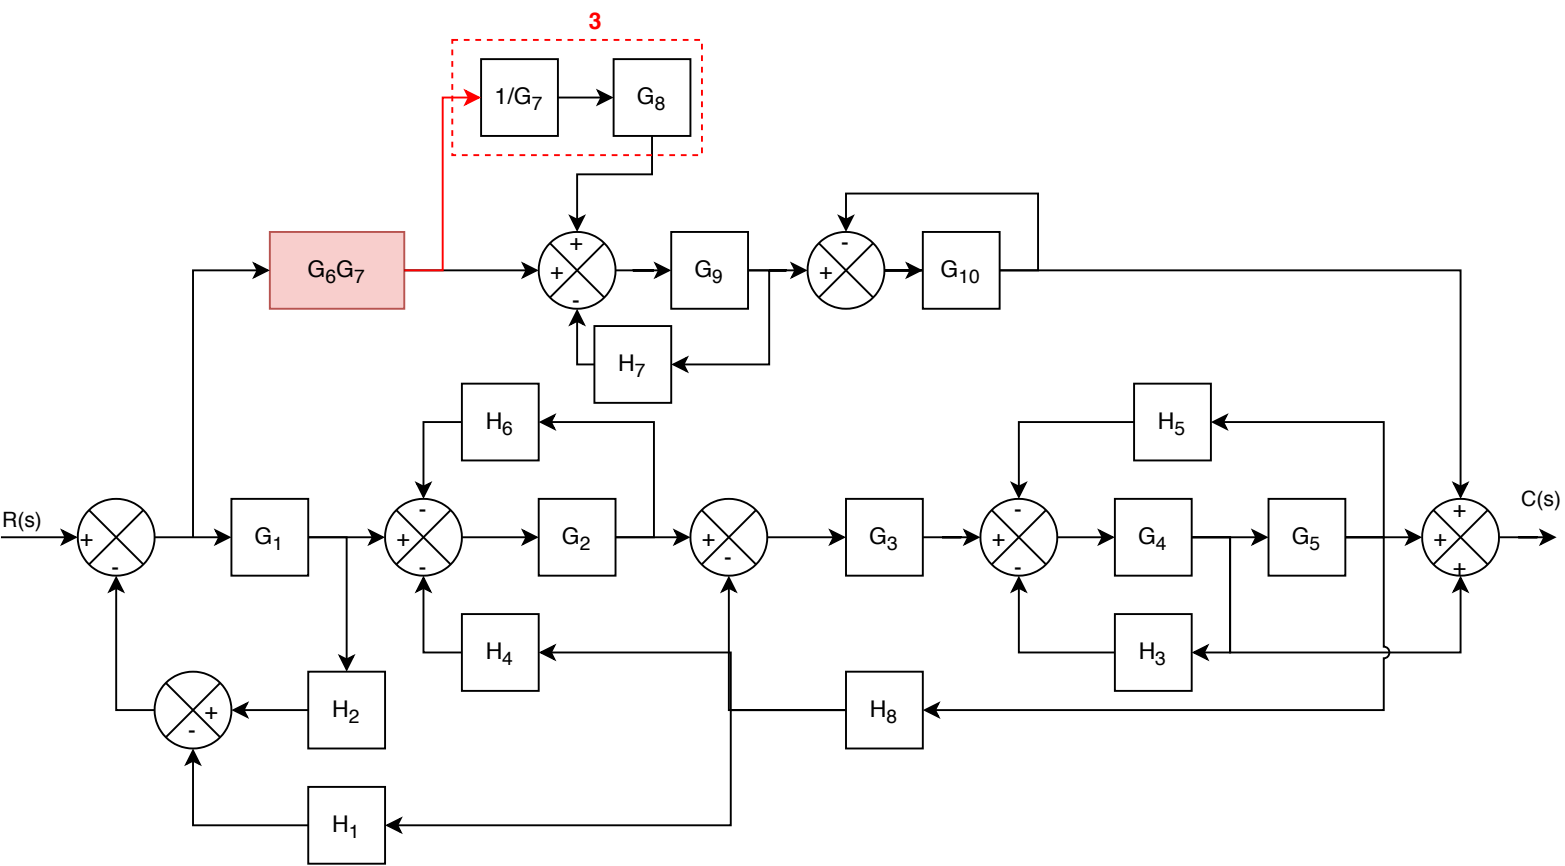 3
1/G7
G8
+
-
G6G7
+
-
G9
+
G10
H7
H6
H5
R(s)
-
-
+
C(s)
+
G1
+
G2
+
G3
+
G4
G5
+
-
-
-
-
+
H4
H3
H2
+
-
H8
H1